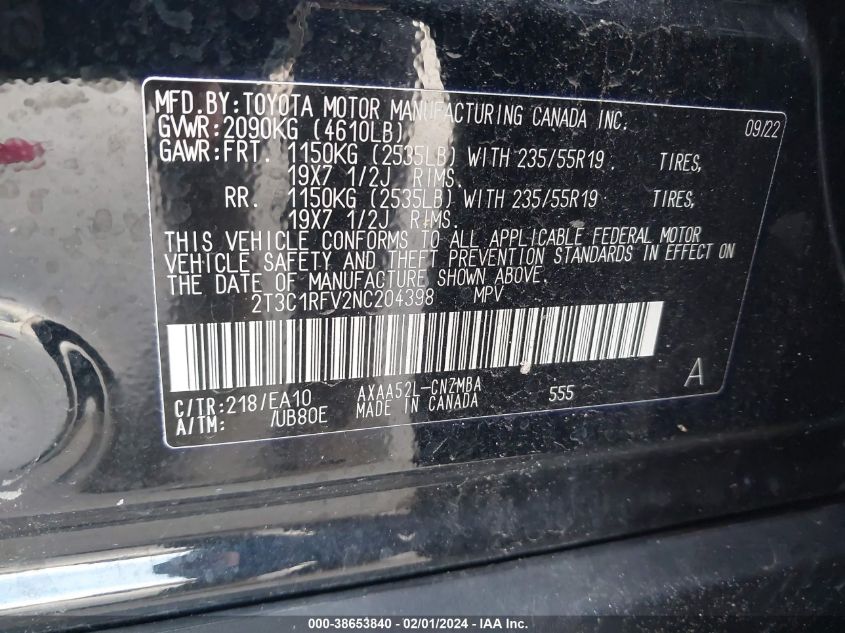 MFD.BY:TOYOTA MOTOR MANUFACTURING CANADA INC. 09/22
GVWR:2090KG (4610LB)
GAWR:FRT. 1150KG (2535LB) WITH 235/55R19 TIRES,
19X7 1/2J RIMS.
RR. 1150KG (2535LB) WITH 235/55R19 TIRES,
19X7 1/2J RIMS.
THIS VEHICLE CONFORMS TO ALL APPLICABLE FEDERAL MOTOR
VEHICLE SAFETY AND THEFT PREVENTION STANDARDS IN EFFECT ON
THE DATE OF MANUFACTURE SHOWN ABOVE.
2T3C1RFV2NC204398 MPV
C/TR:218/EA10 AXAA52L-CNZMBA 555 A
A/TM: /UB80E MADE IN CANADA
000-38653840 / 02/01/2024 - © IAA Inc.